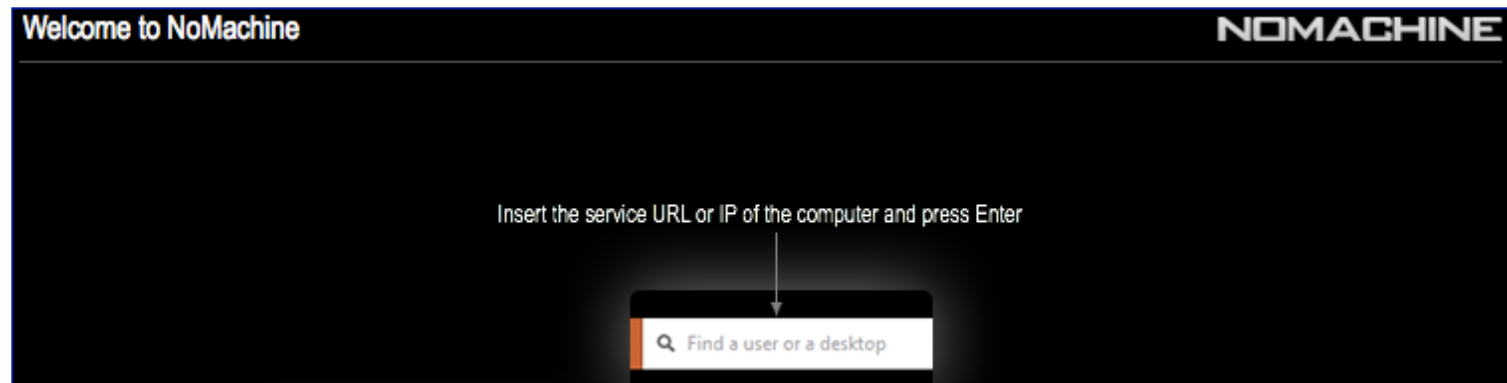 Welcome to NoMachine
NOMACHINE
Insert the service URL or IP of the computer and press Enter
Find a user or a desktop